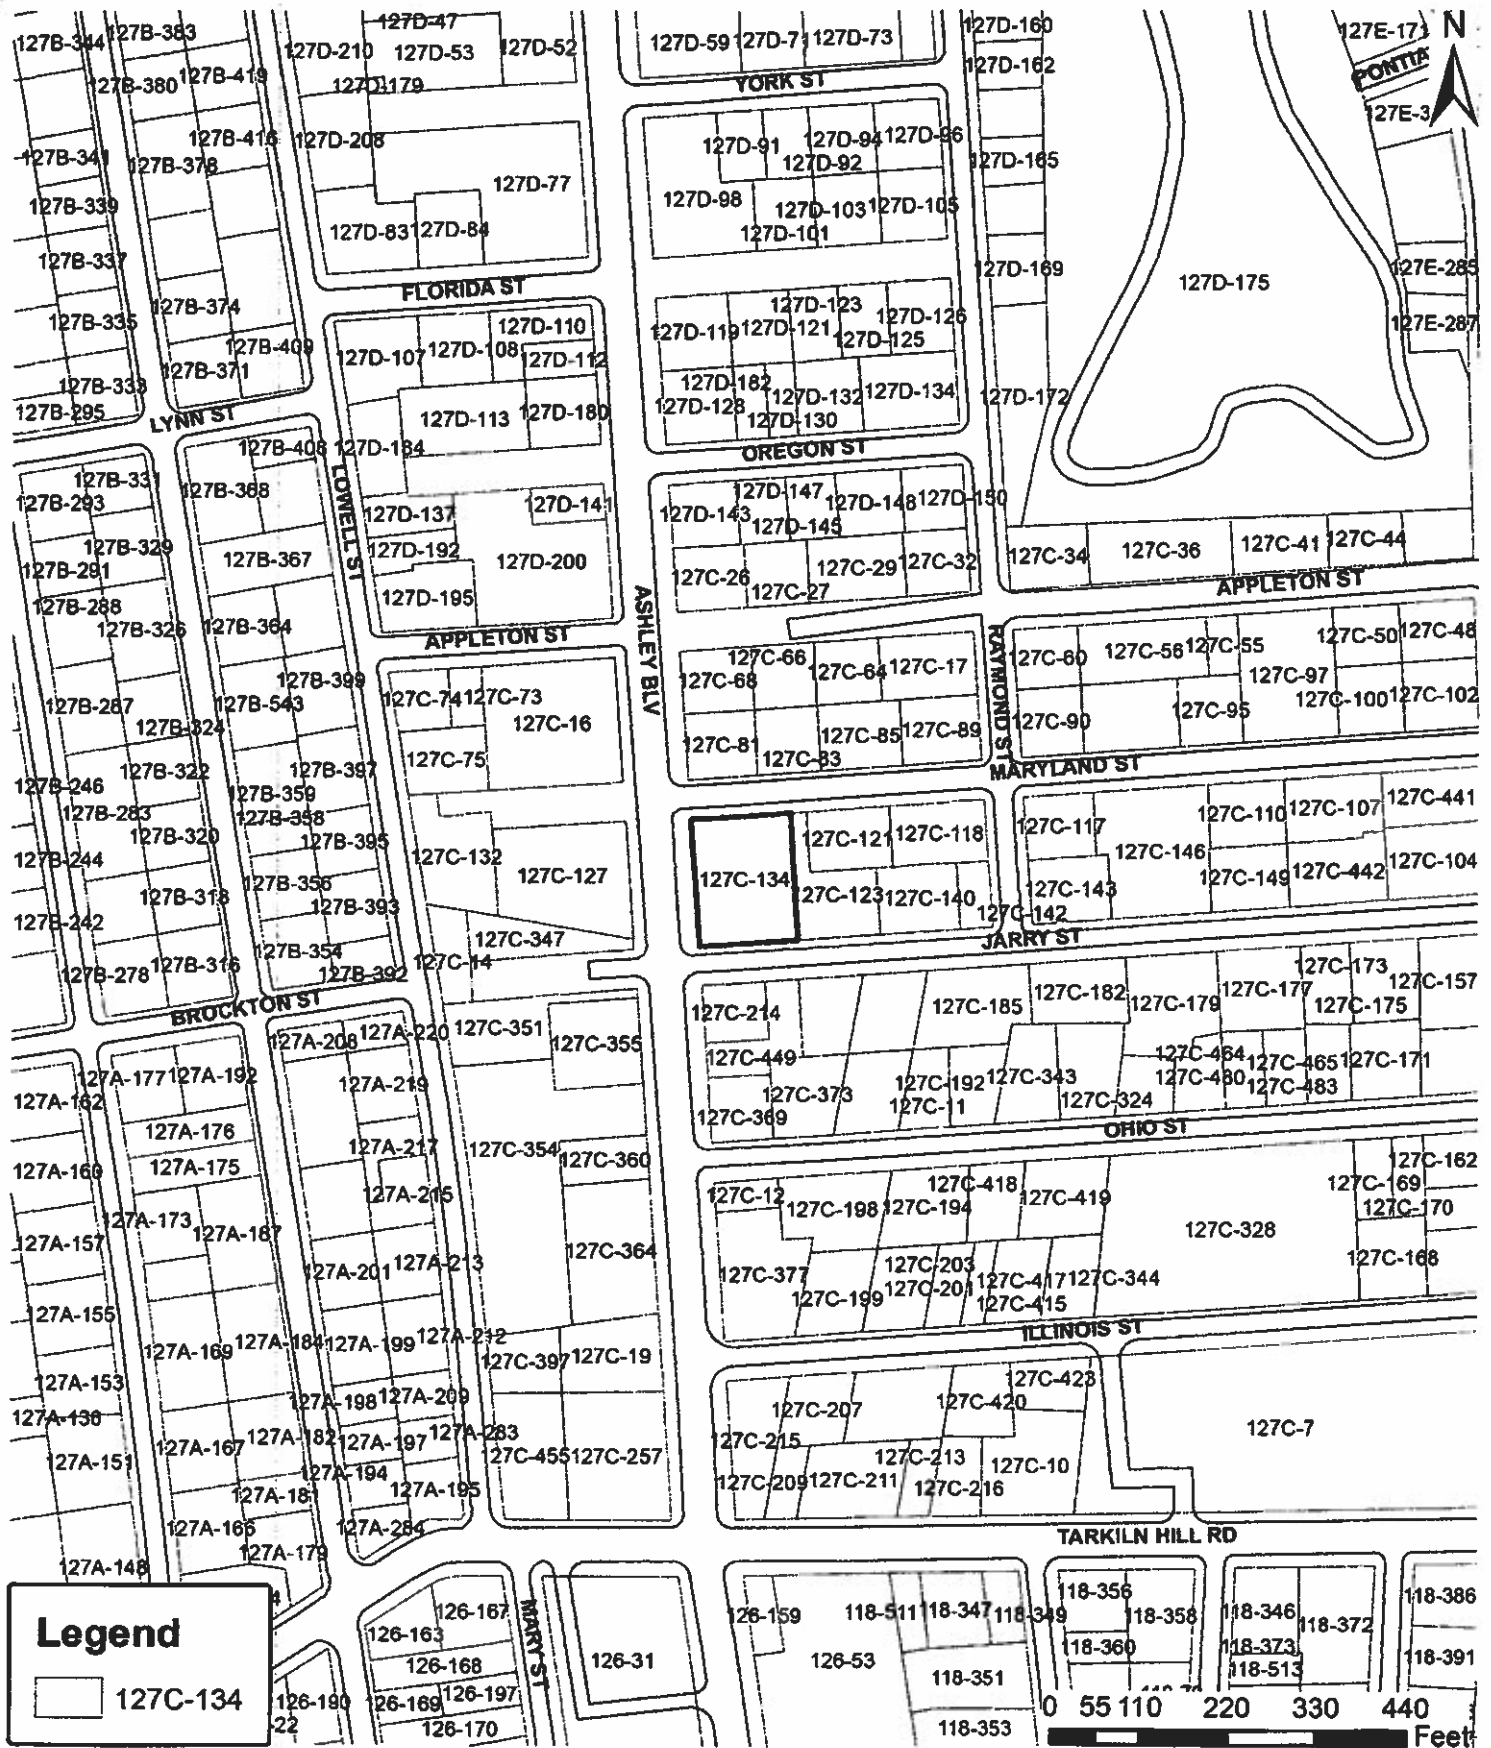 127B-344 127B-383 127D-210 127D-47 127D-53 127D-52 127D-59 127D-71 127D-73 127D-160 127E-171 N
127B-380 127B-419 127D-179 YORK ST 127D-162 PONTIA
127B-341 127B-378 127B-416 127D-208 127D-91 127D-94 127D-96 127D-92 127D-165 127E-3
127B-339 127D-77 127D-98 127D-103 127D-105
127B-337 127D-83 127D-84 127D-101 127D-169 127D-175 127E-285
FLORIDA ST
127B-335 127B-374 127D-110 127D-119 127D-123 127D-121 127D-126 127D-125 127E-287
127B-333 127B-371 127B-409 127D-107 127D-108 127D-112 127D-182 127D-132 127D-134 127D-172
127B-295 LYNN ST 127D-113 127D-180 127D-128 127D-130
127B-408 127D-184 OREGON ST
127B-293 127B-331 127B-368 LOWELL ST 127D-137 127D-141 127D-143 127D-147 127D-145 127D-148 127D-150
127B-291 127B-329 127B-367 127D-192 127D-200 127C-26 127C-27 127C-29 127C-32 127C-34 127C-36 127C-41 127C-44
127B-288 127B-326 127B-364 127D-195 ASHLEY BLV APPLETON ST
APPLETON ST RAYMOND ST
127B-399 127C-74 127C-73 127C-68 127C-66 127C-64 127C-17 127C-60 127C-56 127C-55 127C-97 127C-50 127C-48
127B-287 127B-324 127B-543 127C-16 127C-90 127C-95 127C-100 127C-102
127B-246 127B-322 127B-397 127C-75 127C-81 127C-83 127C-85 127C-89 MARYLAND ST
127B-283 127B-320 127B-359 127B-358 127B-395 127C-121 127C-118 127C-117 127C-110 127C-107 127C-441
127B-244 127C-132 127C-127 127C-134 127C-146 127C-149 127C-442 127C-104
127B-242 127B-318 127B-356 127B-393 127C-123 127C-140 127C-142 127C-143
127B-278 127B-316 127B-354 127B-392 127C-14 127C-347 JARRY ST
BROCKTON ST 127C-214 127C-185 127C-182 127C-179 127C-177 127C-173 127C-175 127C-157
127A-208 127A-220 127C-351 127C-355 127C-449
127A-162 127A-177 127A-192 127A-219 127C-369 127C-373 127C-192 127C-11 127C-343 127C-324 127C-464 127C-480 127C-465 127C-483 127C-171
127A-176 OHIO ST
127A-160 127A-175 127A-217 127C-354 127C-360
127A-173 127A-187 127A-215 127C-12 127C-198 127C-194 127C-418 127C-419 127C-328 127C-169 127C-162 127C-170
127A-157 127A-201 127A-213 127C-364 127C-377 127C-199 127C-203 127C-201 127C-417 127C-415 127C-344 127C-168
127A-155 ILLINOIS ST
127A-169 127A-184 127A-199 127A-212 127C-397 127C-19
127A-153 127A-198 127A-209 127C-207 127C-420 127C-423
127A-130 127A-167 127A-182 127A-197 127A-283 127C-455 127C-257 127C-215 127C-213 127C-7
127A-151 127A-181 127A-194 127A-195 127C-209 127C-211 127C-216 127C-10
127A-166 127A-284 TARKILN HILL RD
127A-148 127A-179
4 126-163 126-167 MARY ST 126-159 118-511 118-347 118-349 118-356 118-358 118-346 118-372 118-386
Legend
126-168 126-31 126-53 118-351 118-360 118-373 118-513 118-391
127C-134
126-190 126-169 126-197
-22 126-170 118-353
0 55 110 220 330 440
Feet